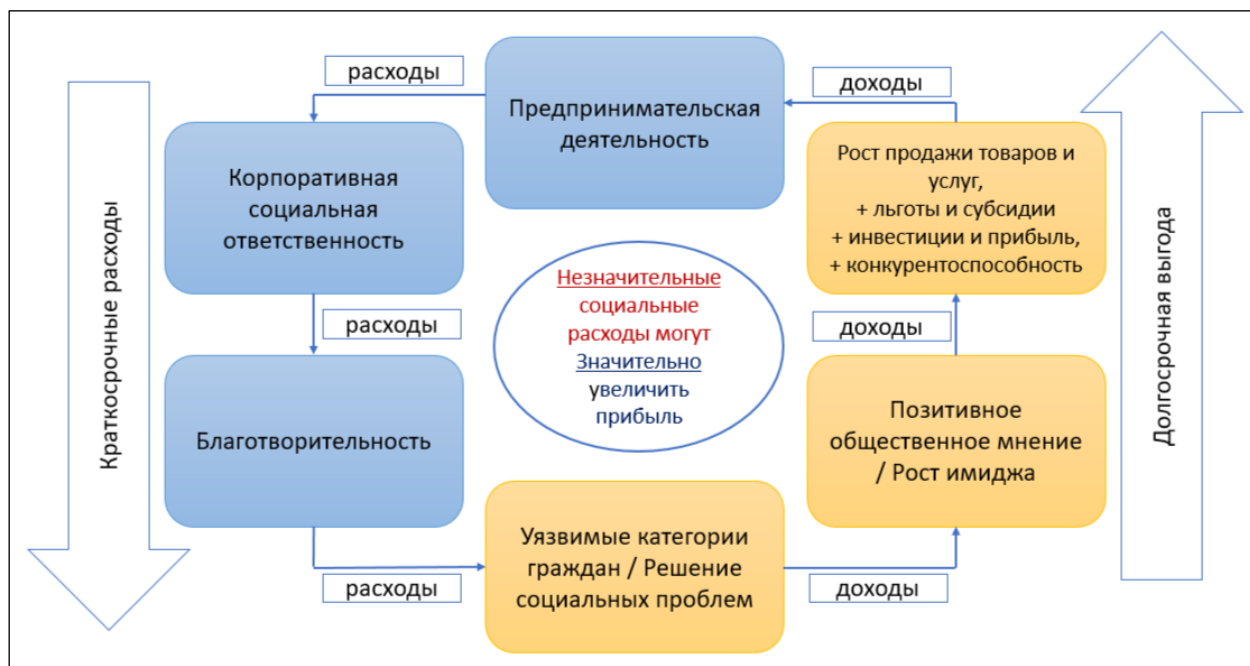 расходы
Предпринимательская
деятельность
доходы
Корпоративная
социальная
ответственность
Рост продажи товаров и
услуг,
+ льготы и субсидии
+ инвестиции и прибыль,
+ конкурентоспособность
Краткосрочные расходы
Долгосрочная выгода
Незначительные
социальные
расходы могут
Значительно
увеличить
прибыль
расходы
доходы
Благотворительность
Позитивное
общественное мнение
/ Рост имиджа
Уязвимые категории
граждан / Решение
социальных проблем
расходы
доходы